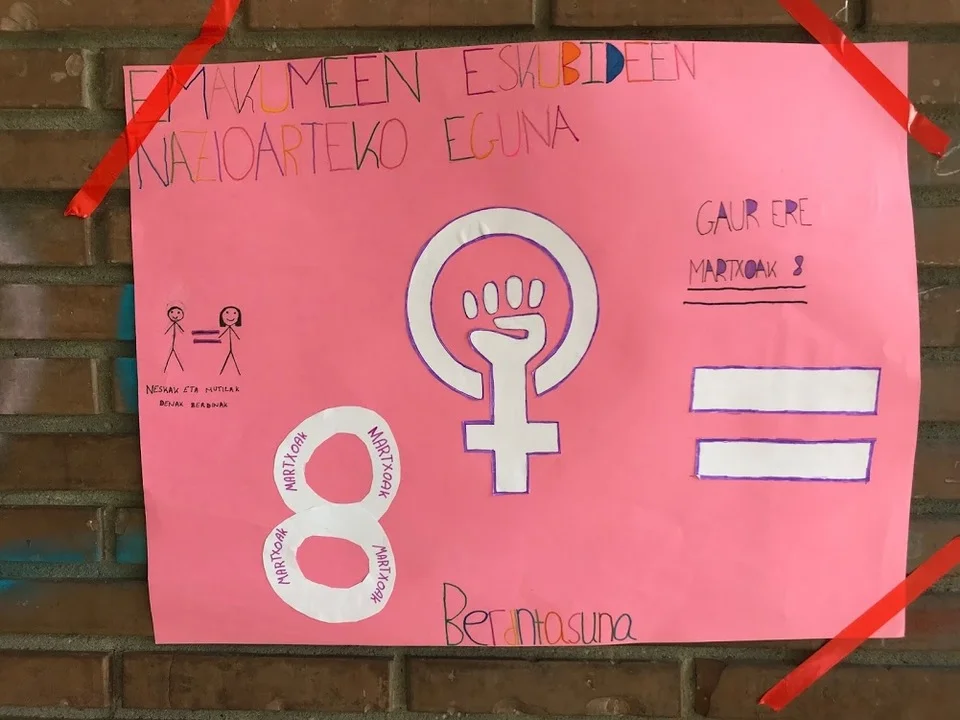 EMAKUMEEN ESKUBIDEEN
NAZIOARTEKO EGUNA
GAUR ERE
MARTXOAK 8
NESKAK ETA MUTILAK
DENAK BERDINAK
MARTXOAK
MARTXOAK
MARTXOAK
MARTXOAK
Berdintasuna